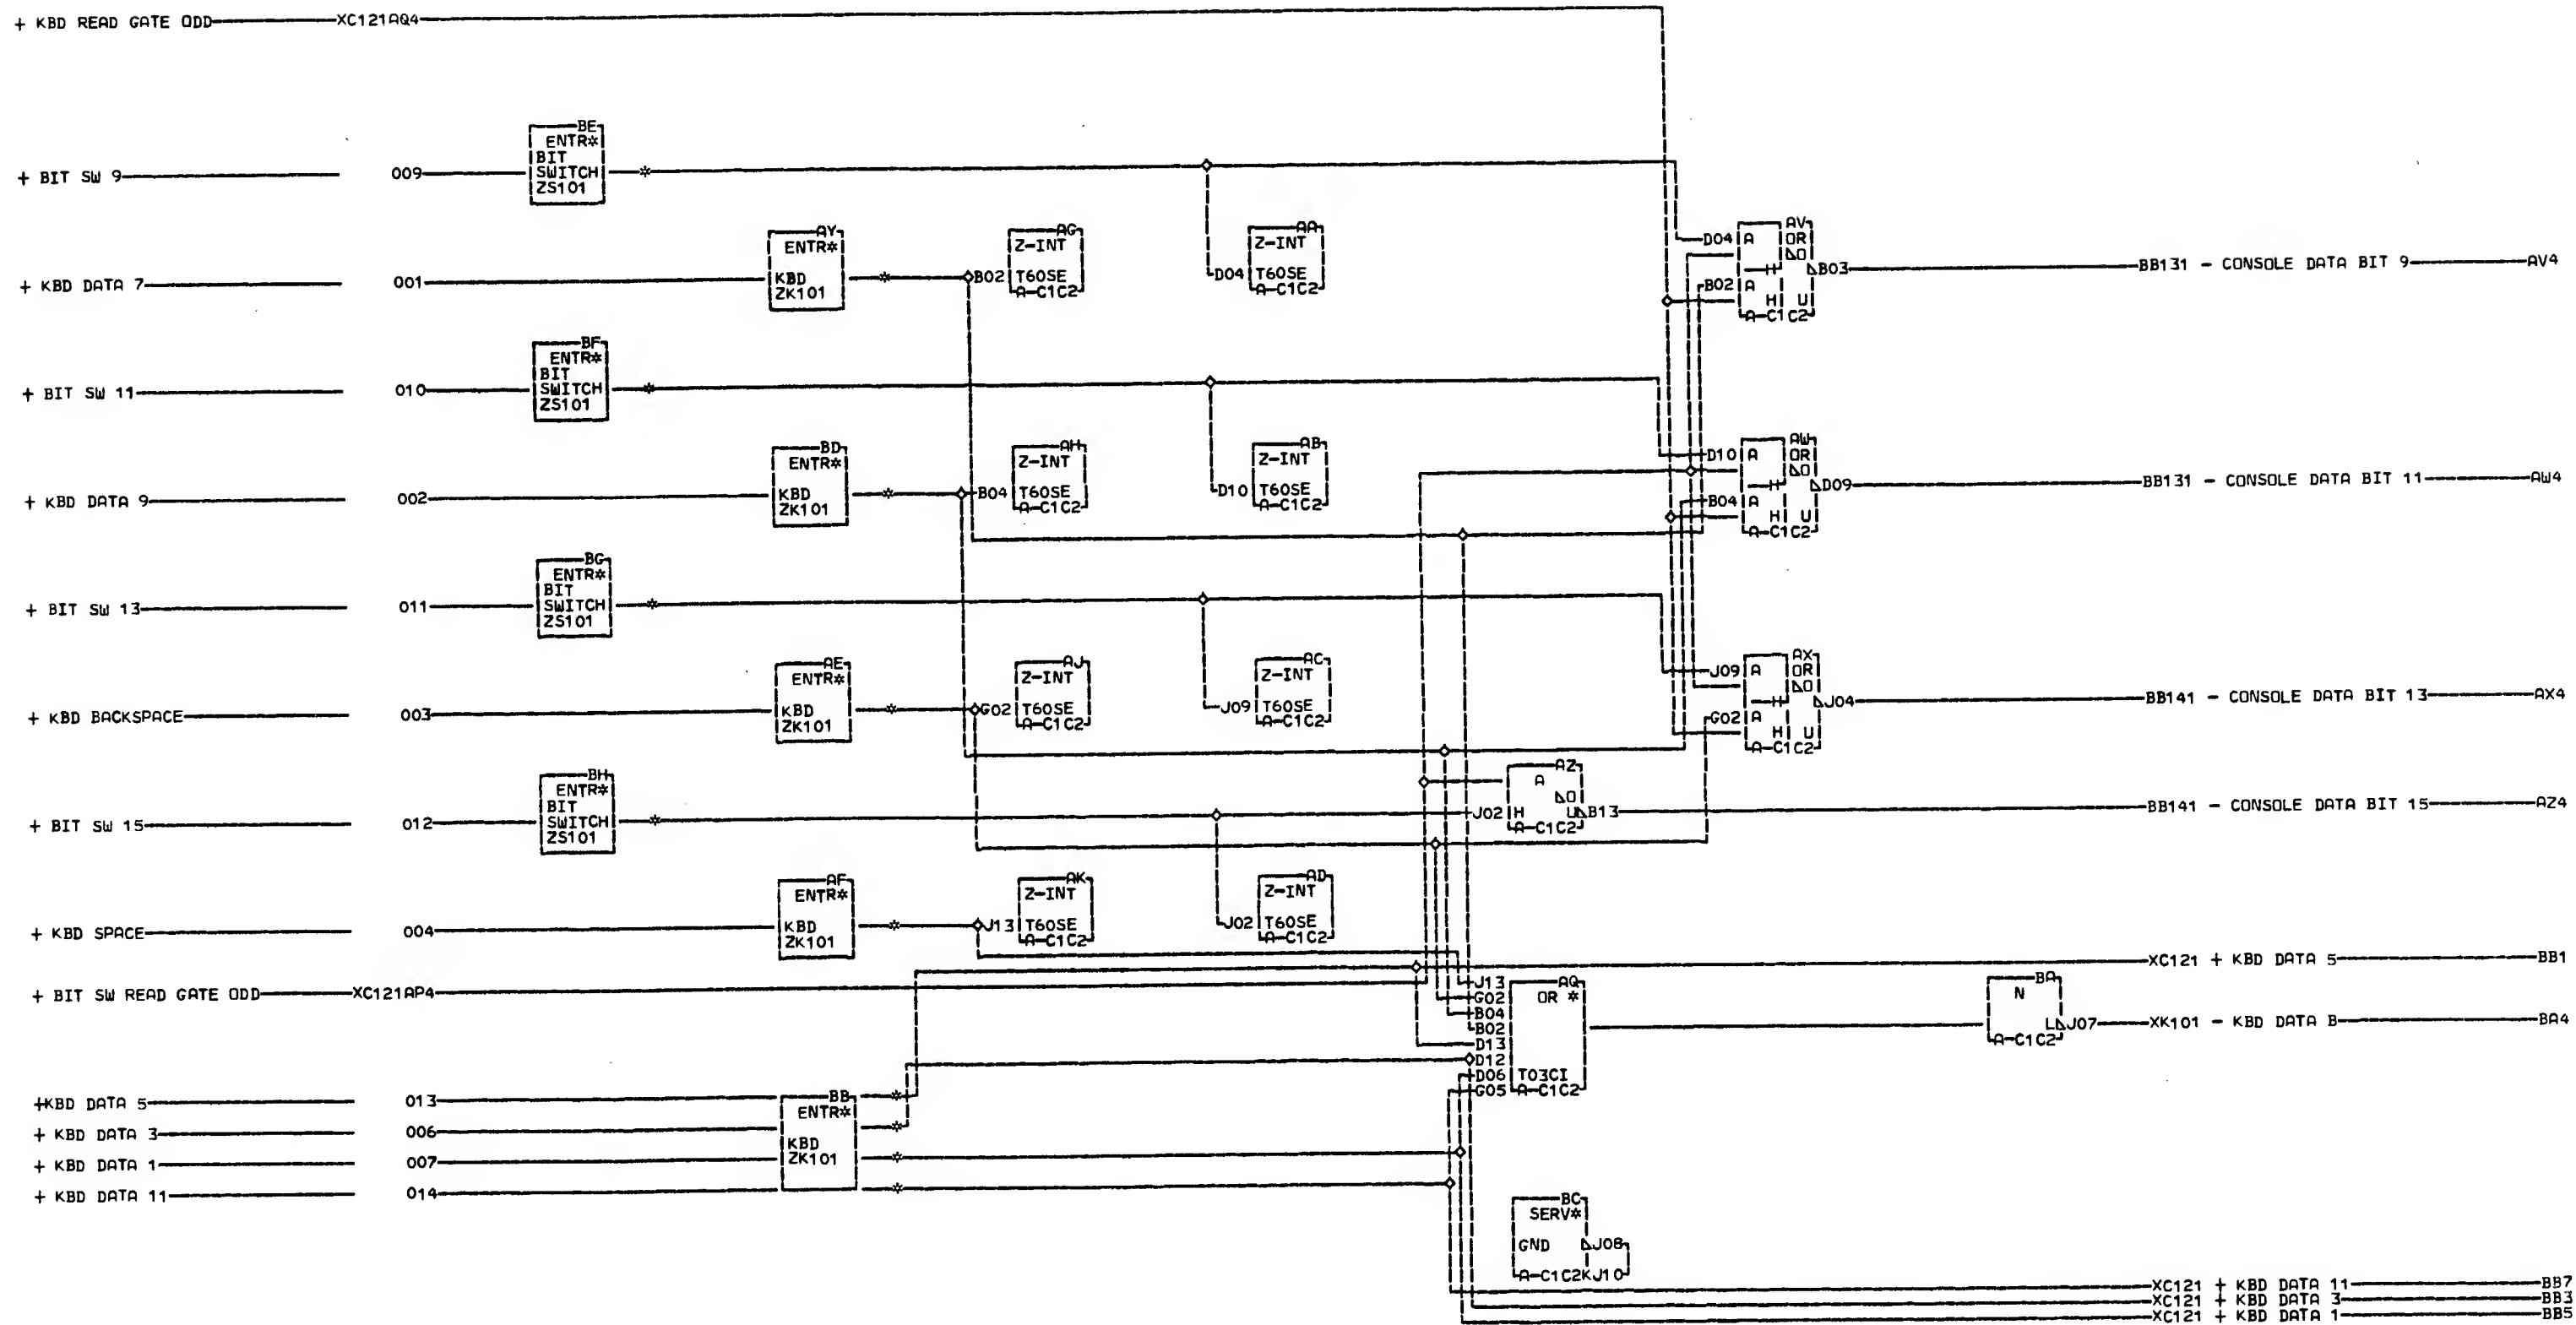 + KBD READ GATE ODD XC121AQ4
BE
ENTR*
BIT
SWITCH
ZS101
+ BIT SW 9 009 *
AY
ENTR*
KBD
ZK101
AG
Z-INT
T60SE
A-C1C2
AA
Z-INT
T60SE
A-C1C2
AV
D04 A OR
H
B02 A
H U
A-C1C2
+ KBD DATA 7 001 * B02 D04
B03 BB131 - CONSOLE DATA BIT 9 AV4
BF
ENTR*
BIT
SWITCH
ZS101
+ BIT SW 11 010 *
BD
ENTR*
KBD
ZK101
AH
Z-INT
T60SE
A-C1C2
AB
Z-INT
T60SE
A-C1C2
AW
D10 A OR
H
B04 A
H U
A-C1C2
+ KBD DATA 9 002 * B04 D10
D09 BB131 - CONSOLE DATA BIT 11 AW4
BG
ENTR*
BIT
SWITCH
ZS101
+ BIT SW 13 011 *
AE
ENTR*
KBD
ZK101
AJ
Z-INT
T60SE
A-C1C2
AC
Z-INT
T60SE
A-C1C2
AX
J09 A OR
H
G02 A
H U
A-C1C2
+ KBD BACKSPACE 003 * G02 J09
J04 BB141 - CONSOLE DATA BIT 13 AX4
BH
ENTR*
BIT
SWITCH
ZS101
AZ
A
J02 H U B13
A-C1C2
+ BIT SW 15 012 *
BB141 - CONSOLE DATA BIT 15 AZ4
AF
ENTR*
KBD
ZK101
AK
Z-INT
T60SE
A-C1C2
AD
Z-INT
T60SE
A-C1C2
+ KBD SPACE 004 * J13 J02
XC121 + KBD DATA 5 BB1
+ BIT SW READ GATE ODD XC121AP4
J13 AQ
G02 OR *
B04
B02
D13
D12
D06 T03CI
G05 A-C1C2
BA
N
L J07
A-C1C2
XK101 - KBD DATA B BA4
+KBD DATA 5 013 *
+ KBD DATA 3 006 *
+ KBD DATA 1 007 *
+ KBD DATA 11 014 *
BB
ENTR*
KBD
ZK101
BC
SERV*
GND J08
A-C1C2KJ10
XC121 + KBD DATA 11 BB7
XC121 + KBD DATA 3 BB3
XC121 + KBD DATA 1 BB5